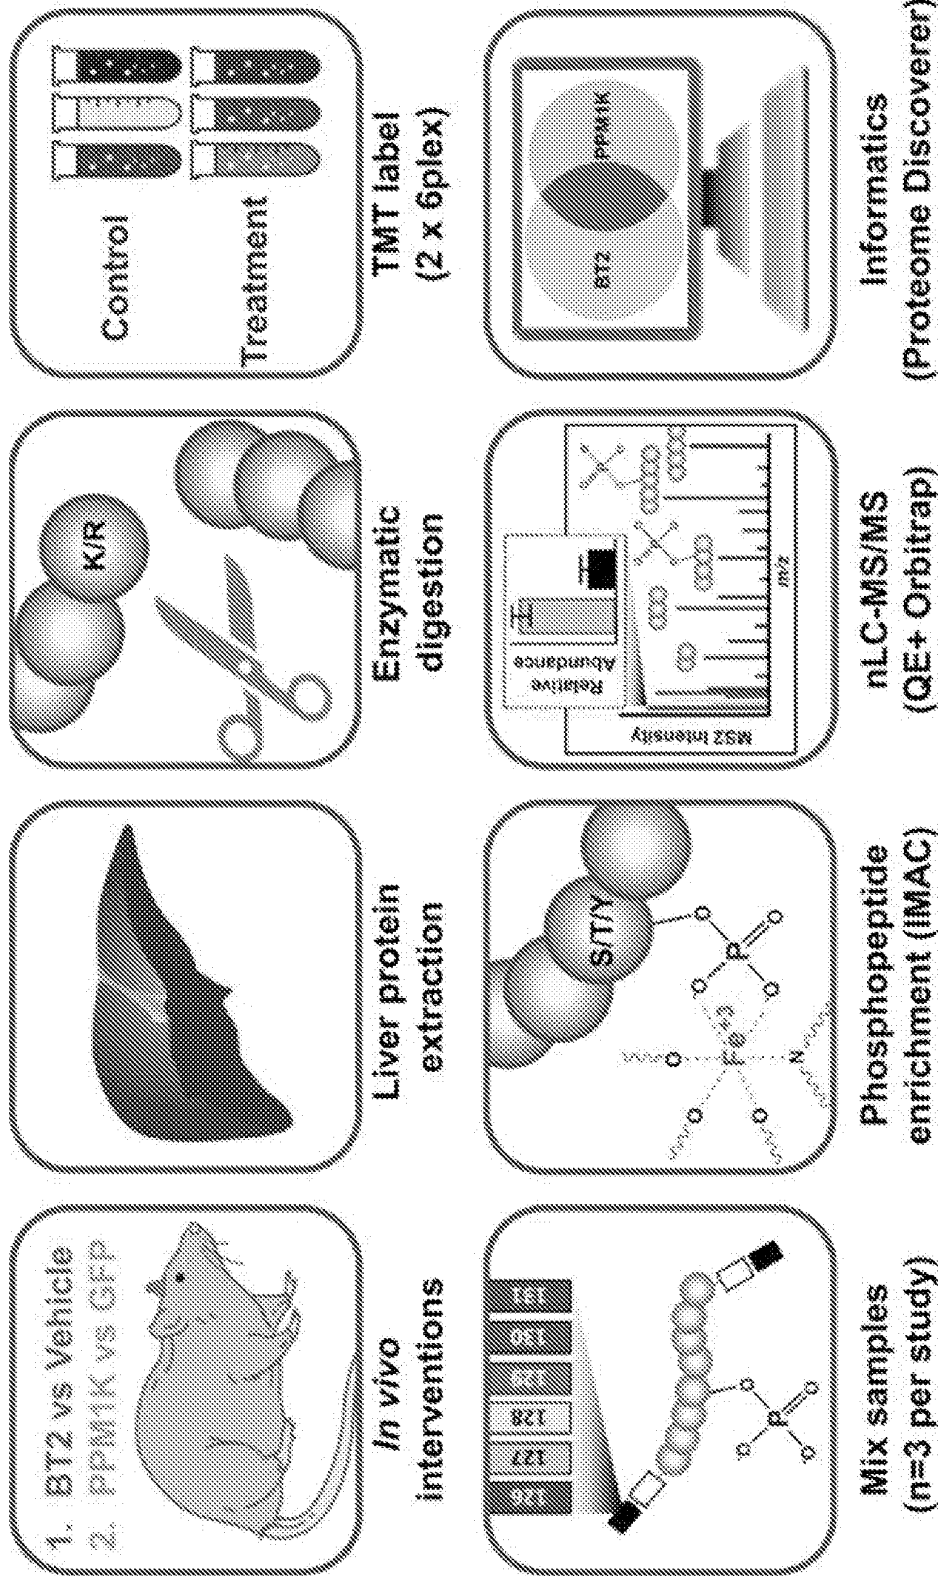 1. BT2 vs Vehicle
2. PPM1K vs GFP
In vivo
interventions
Liver protein
extraction
K/R
Enzymatic
digestion
Control
Treatment
TMT label
(2 x 6plex)
126
127
128
129
130
131
P
O
O
O
Mix samples
(n=3 per study)
S/T/Y
O
P
O
O
O
Fe+3
O
O
O
N
Phosphopeptide
enrichment (IMAC)
Relative
Abundance
MS2 Intensity
m/z
nLC-MS/MS
(QE+ Orbitrap)
BT2
PPM1K
Informatics
(Proteome Discoverer)